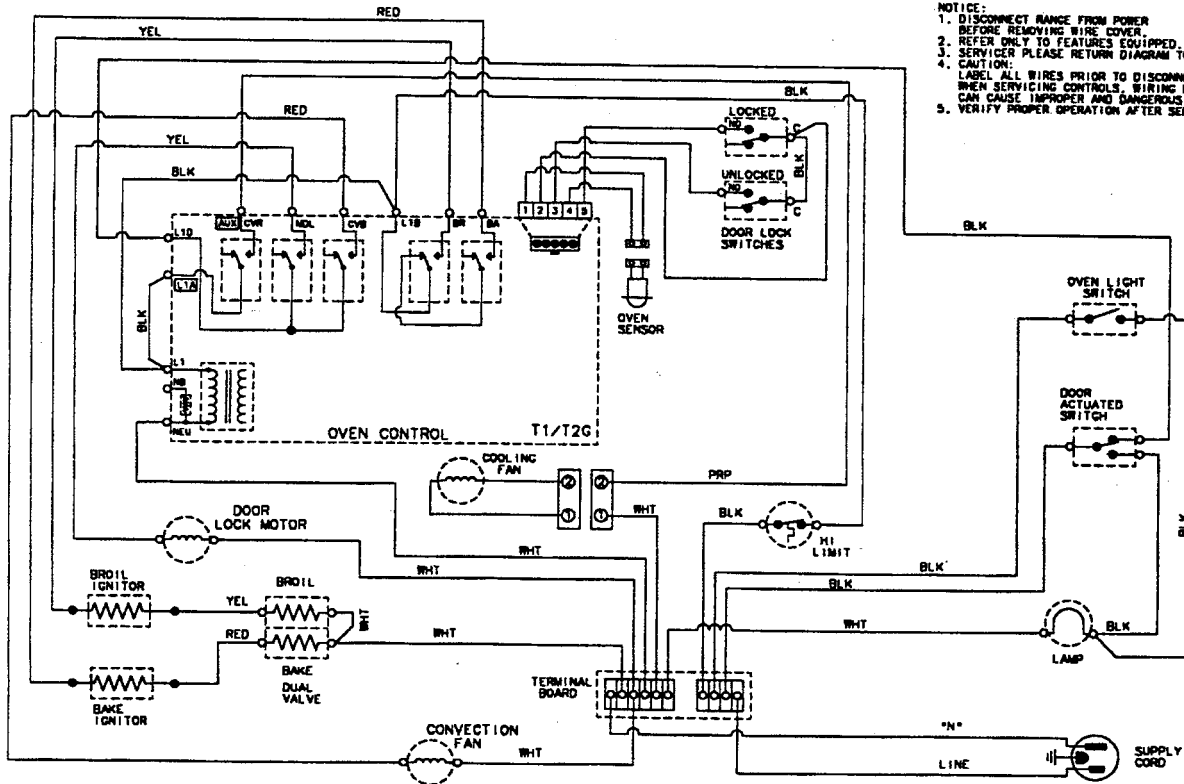 NOTICE:
1. DISCONNECT RANGE FROM POWER
BEFORE REMOVING WIRE COVER.
2. REFER ONLY TO FEATURES EQUIPPED.
3. SERVICER PLEASE RETURN DIAGRAM
4. CAUTION:
LABEL ALL WIRES PRIOR TO
WHEN SERVICING CONTROLS. WIRING
CAN CAUSE IMPROPER AND DANGEROUS
5. VERIFY PROPER OPERATION AFTER
RED
YEL
BLK
RED
YEL
BLK
LOCKED
NO
C
BLK
UNLOCKED
NO
C
DOOR LOCK
SWITCHES
AUX CVR MDL CVB L1B BR BA
1 2 3 4 5
L1D
L1A
BLK
BLK
OVEN
SENSOR
OVEN LIGHT
SWITCH
L1
NB
NEU
OVEN CONTROL T1/T2G
DOOR
ACTUATED
SWITCH
COOLING
FAN
2 2
1 1
PRP
WHT
DOOR
LOCK MOTOR
BLK
HI
LIMIT
BLK
WHT
WHT
BLK
BLK
BROIL
IGNITOR
YEL
BROIL
WHT
RED
WHT
WHT
BLK
LAMP
BAKE
DUAL
VALVE
BAKE
IGNITOR
TERMINAL
BOARD
CONVECTION
FAN
WHT
"N"
LINE
SUPPLY
CORD